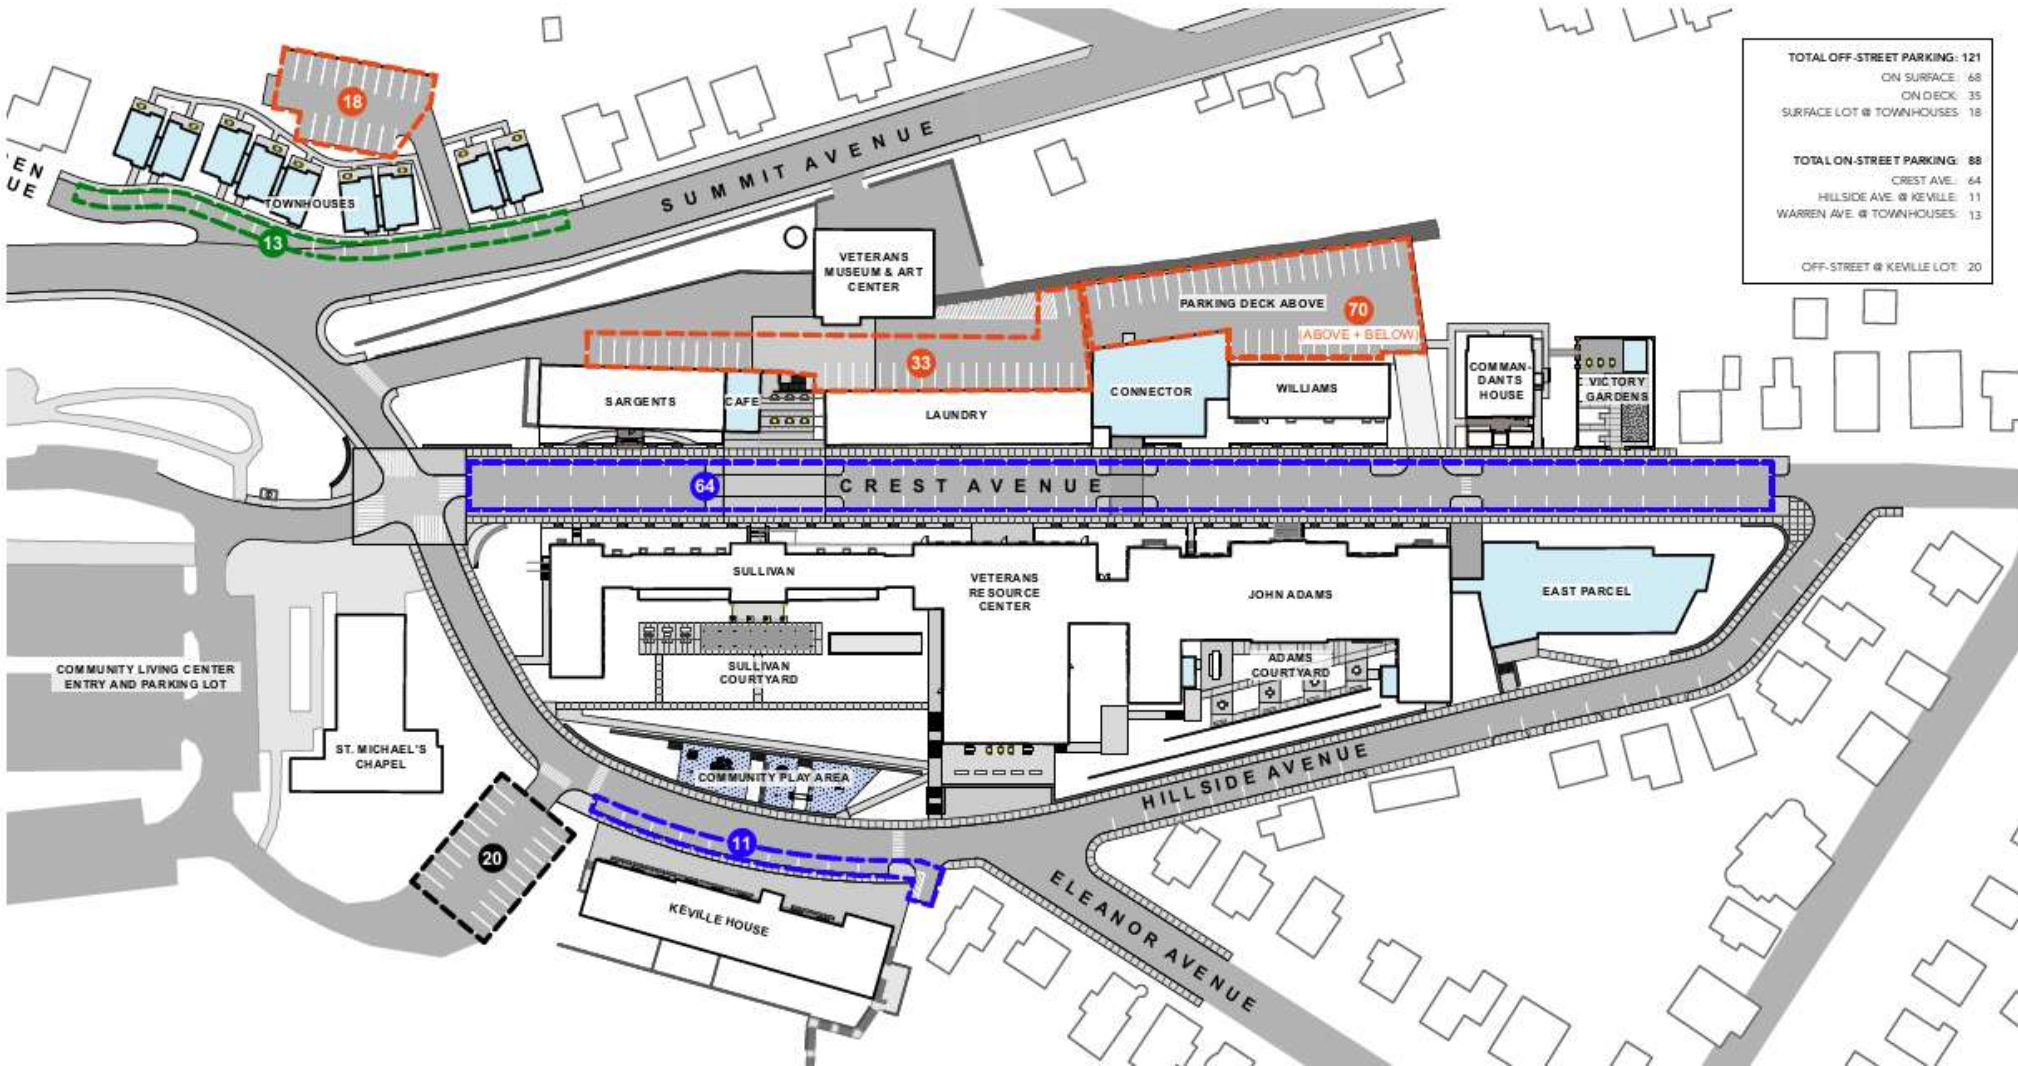 TOTAL OFF-STREET PARKING: 121
ON SURFACE: 68
ON DECK: 35
SURFACE LOT @ TOWNHOUSES: 18
TOTAL ON-STREET PARKING: 88
CREST AVE.: 64
HILLSIDE AVE. @ KEVILLE: 11
WARREN AVE. @ TOWNHOUSES: 13
OFF-STREET @ KEVILLE LOT: 20
18
EN
UE
TOWNHOUSES
13
SUMMIT AVENUE
VETERANS
MUSEUM & ART
CENTER
PARKING DECK ABOVE
70
(ABOVE + BELOW)
33
SARGENTS
CAFE
LAUNDRY
CONNECTOR
WILLIAMS
COMMAN-
DANTS
HOUSE
VICTORY
GARDENS
64
CREST AVENUE
SULLIVAN
VETERANS
RESOURCE
CENTER
JOHN ADAMS
EAST PARCEL
SULLIVAN
COURTYARD
ADAMS
COURTYARD
COMMUNITY LIVING CENTER
ENTRY AND PARKING LOT
ST. MICHAEL'S
CHAPEL
COMMUNITY PLAY AREA
HILLSIDE AVENUE
11
20
KEVILLE HOUSE
ELEANOR AVENUE